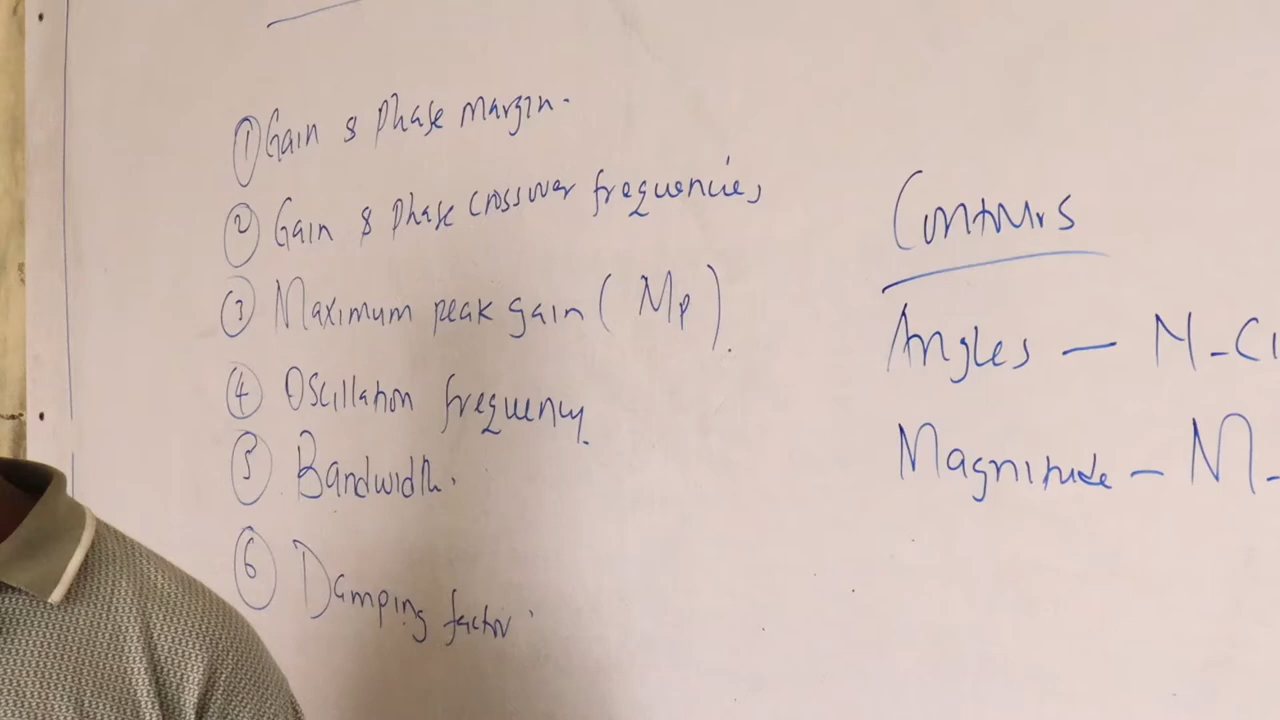 ① Gain & phase margin.
② Gain & phase crossover frequencies
③ Maximum peak gain (Mp).
④ Oscillation frequency.
⑤ Bandwidth.
⑥ Damping factor.
Contours
Angles — N-Ci
Magnitude — M-